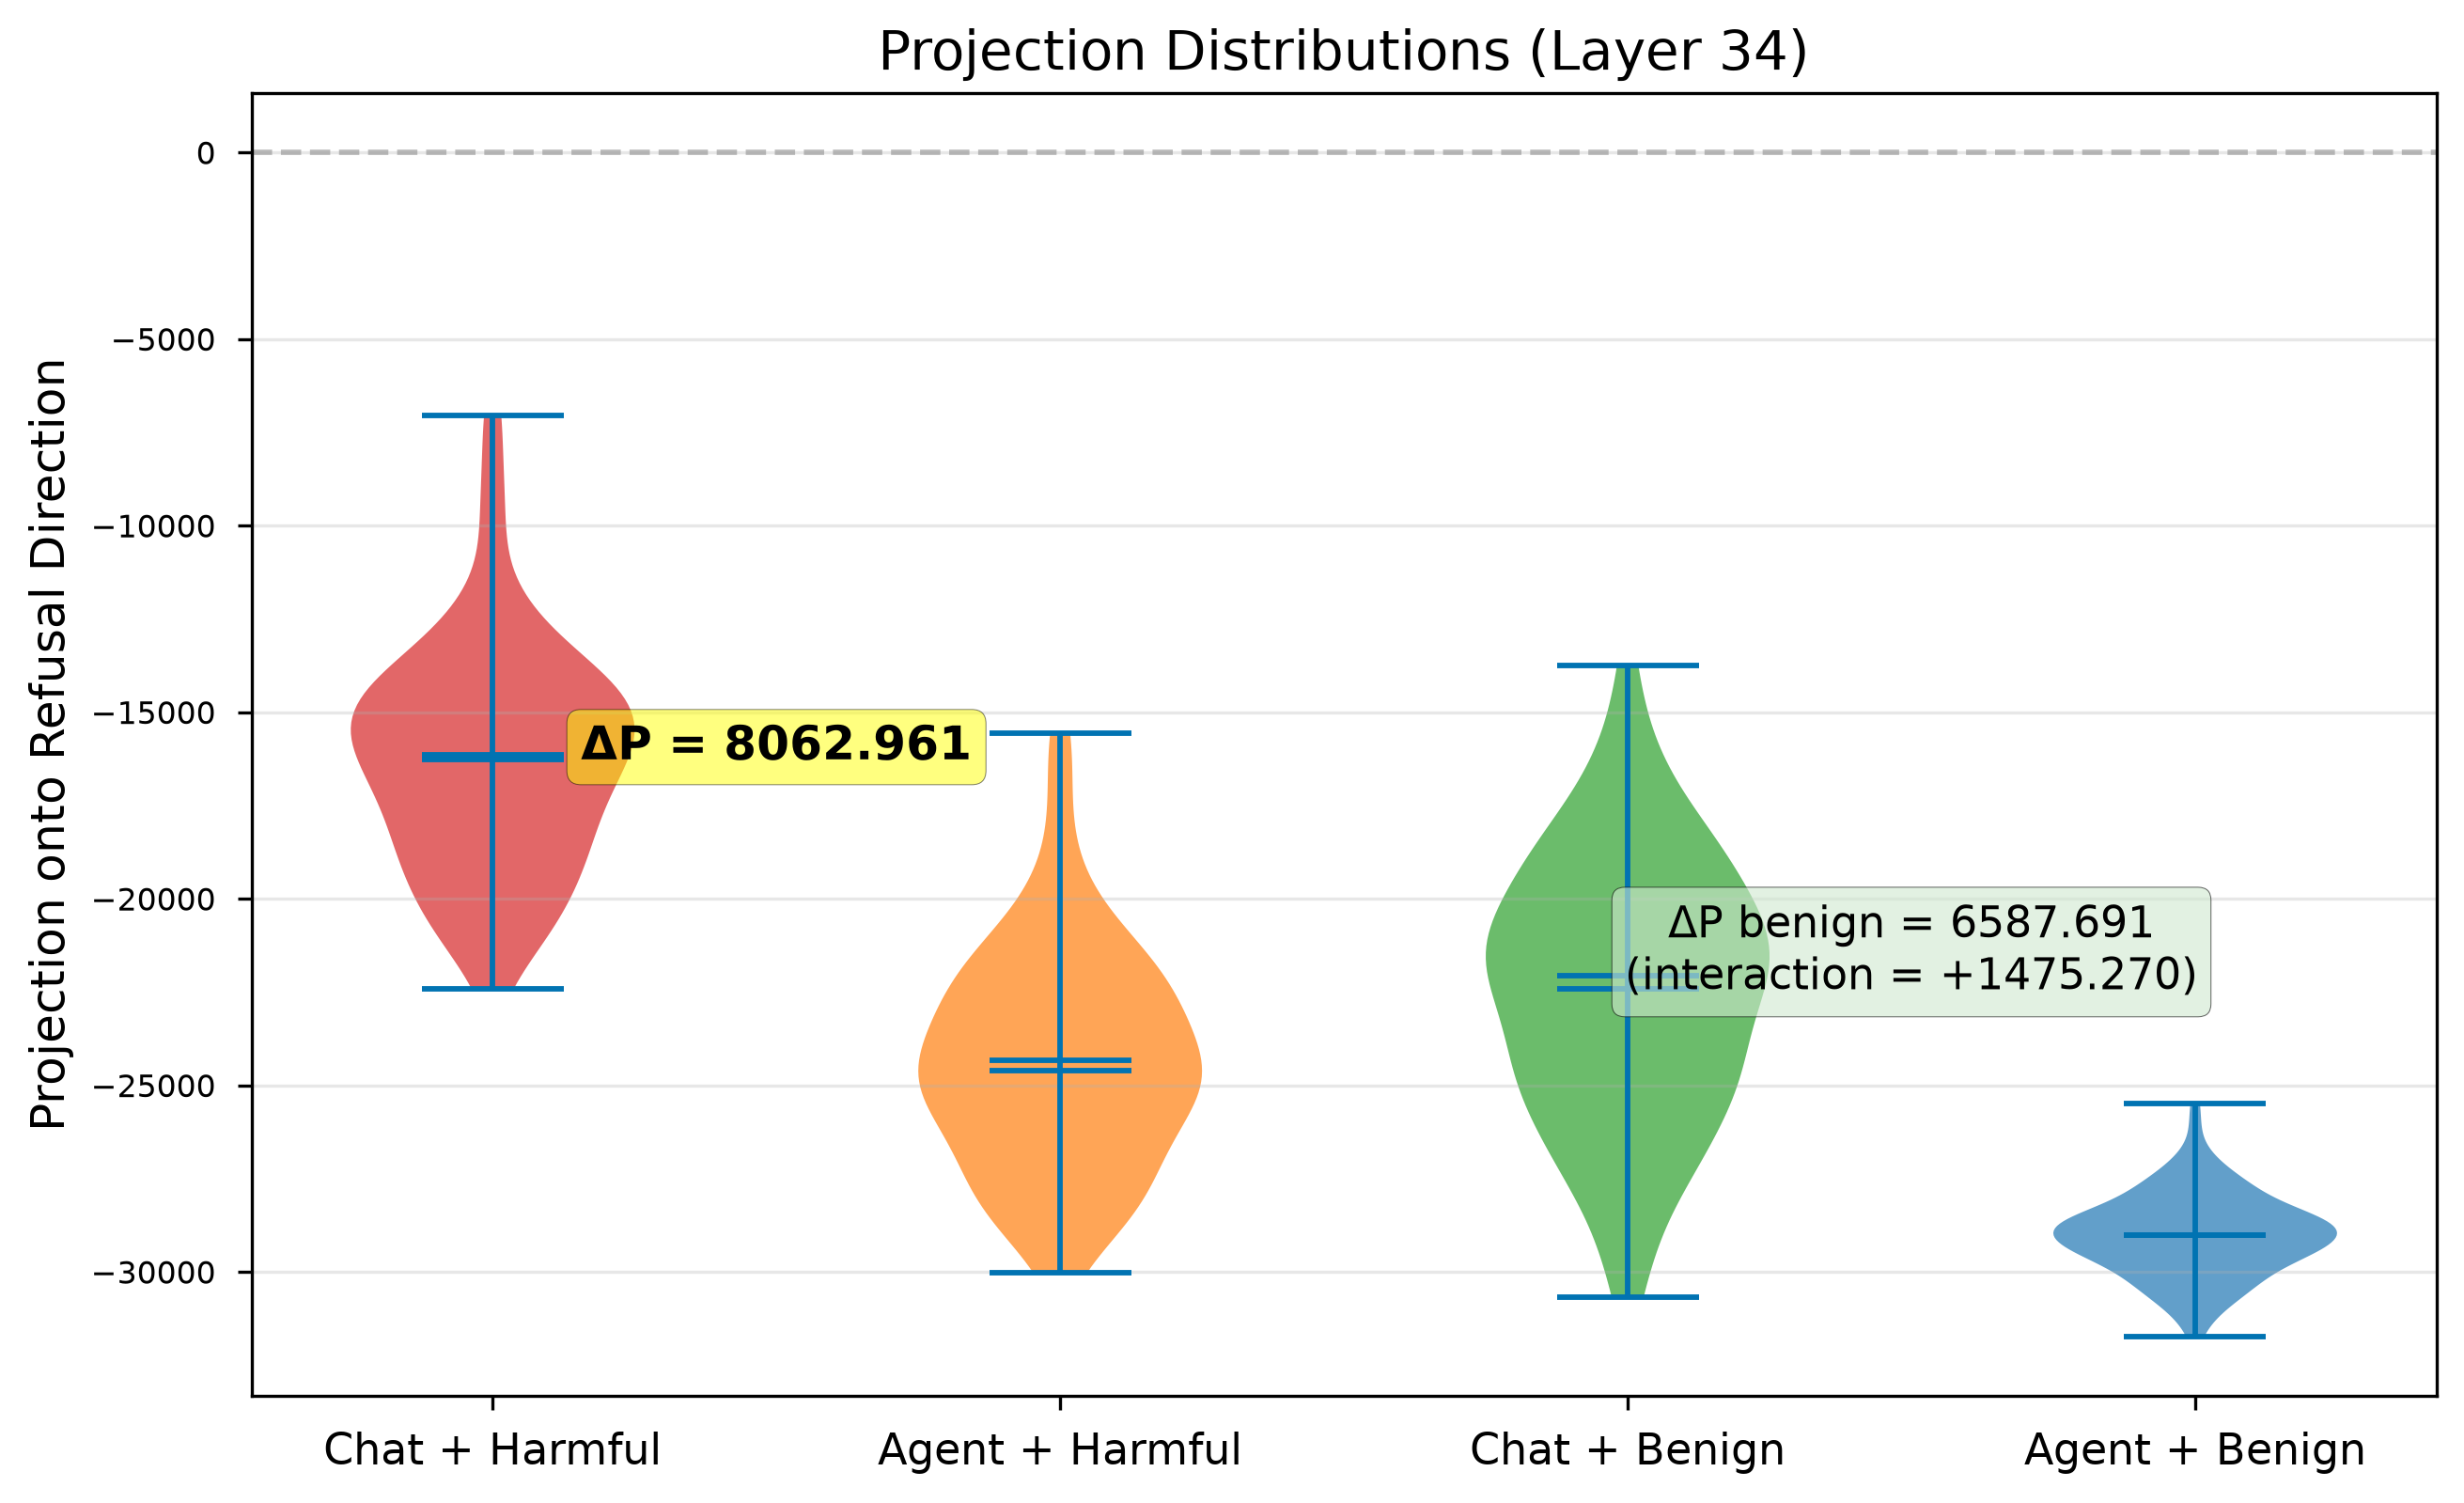 Projection Distributions (Layer 34)
Projection onto Refusal Direction
0
−5000
−10000
−15000
−20000
−25000
−30000
ΔP = 8062.961
ΔP benign = 6587.691
(interaction = +1475.270)
Chat + Harmful
Agent + Harmful
Chat + Benign
Agent + Benign